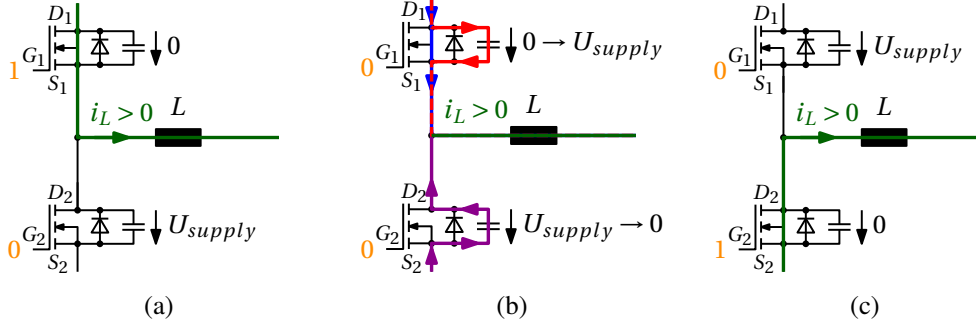 D1
G1
1
S1
0
iL > 0
L
D2
G2
0
S2
Usupply
(a)
D1
G1
0
S1
0 → Usupply
iL > 0
L
D2
G2
0
S2
Usupply → 0
(b)
D1
G1
0
S1
Usupply
iL > 0
L
D2
G2
1
S2
0
(c)